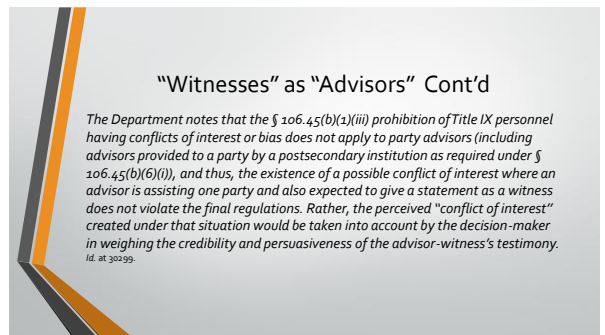 “Witnesses” as “Advisors” Cont’d
The Department notes that the § 106.45(b)(1)(iii) prohibition of Title IX personnel
having conflicts of interest or bias does not apply to party advisors (including
advisors provided to a party by a postsecondary institution as required under §
106.45(b)(6)(i)), and thus, the existence of a possible conflict of interest where an
advisor is assisting one party and also expected to give a statement as a witness
does not violate the final regulations. Rather, the perceived “conflict of interest”
created under that situation would be taken into account by the decision-maker
in weighing the credibility and persuasiveness of the advisor-witness’s testimony.
Id. at 30299.